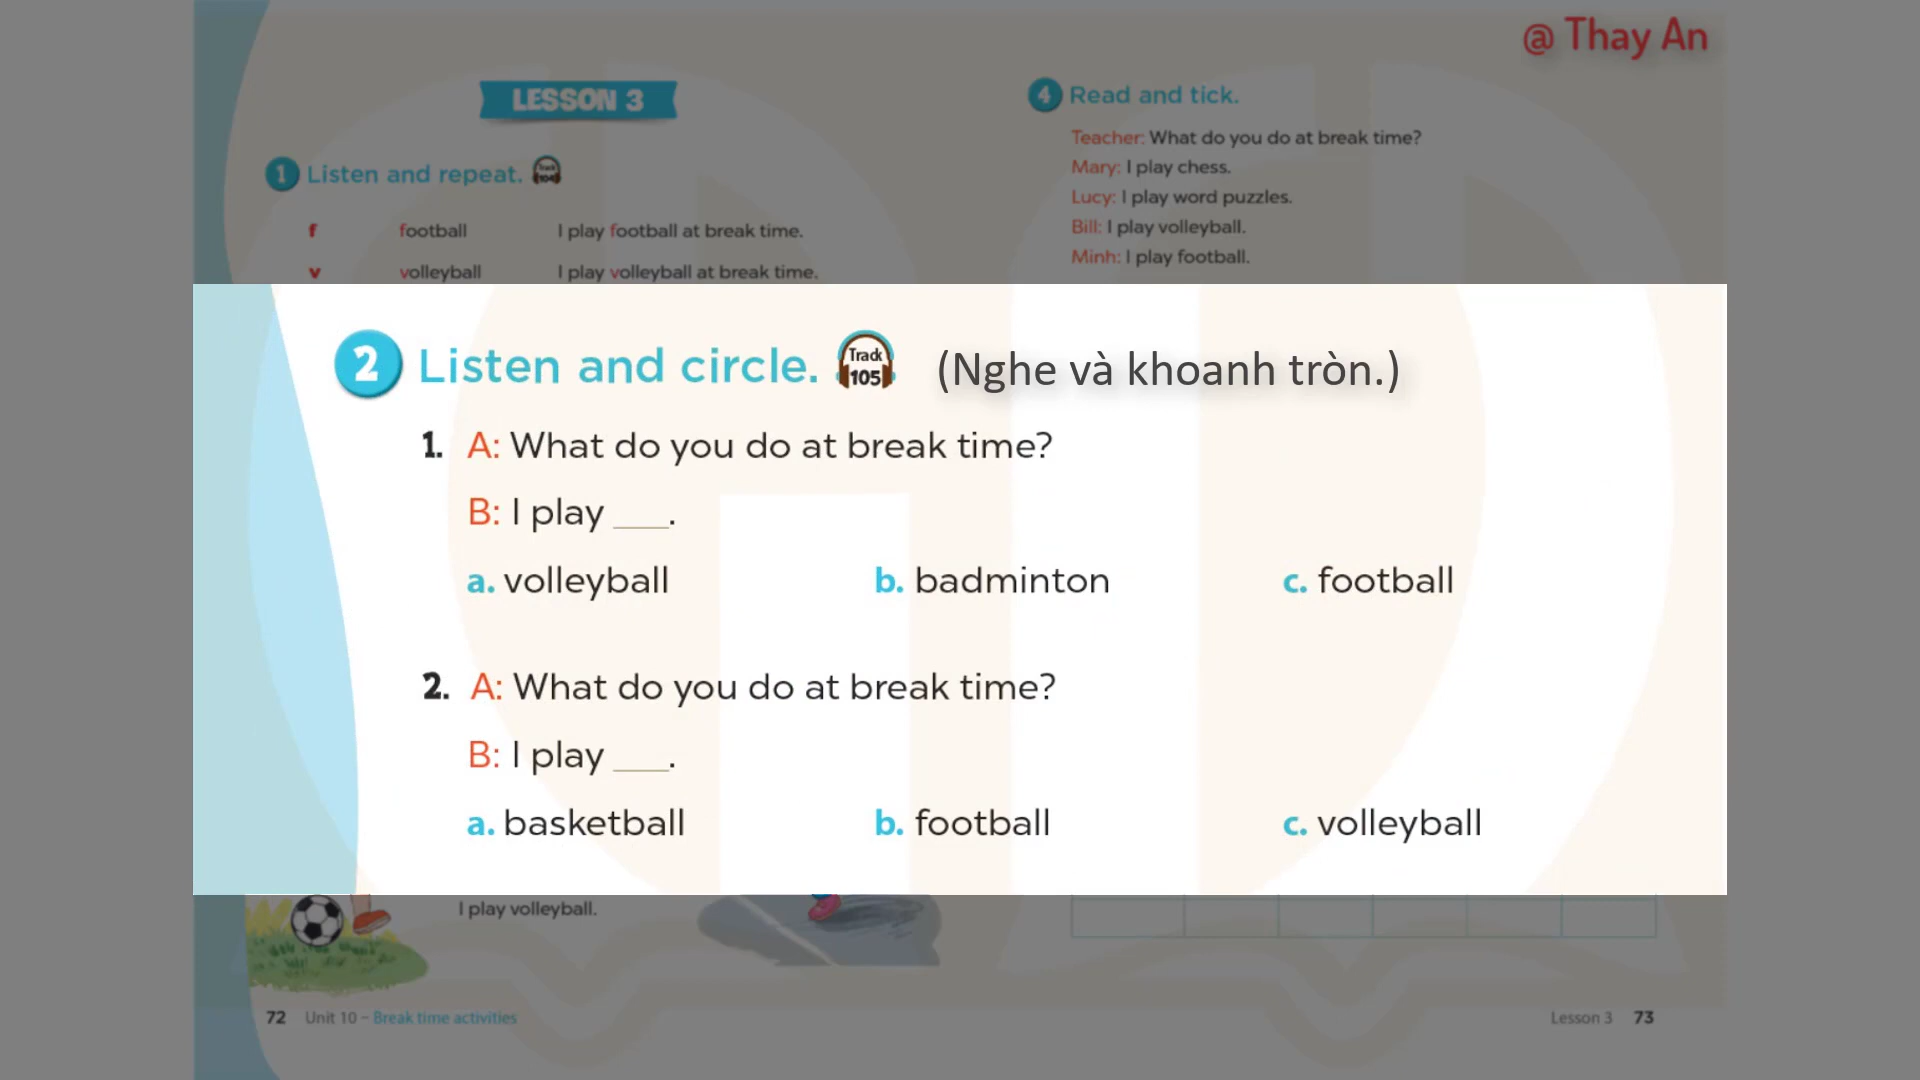 @ Thay An
LESSON 3
1 Listen and repeat. Track 104
f football I play football at break time.
v volleyball I play volleyball at break time.
4 Read and tick.
Teacher: What do you do at break time?
Mary: I play chess.
Lucy: I play word puzzles.
Bill: I play volleyball.
Minh: I play football.
2 Listen and circle. Track 105 (Nghe và khoanh tròn.)
1. A: What do you do at break time?
B: I play ___.
a. volleyball b. badminton c. football
2. A: What do you do at break time?
B: I play ___.
a. basketball b. football c. volleyball
I play volleyball.
72 Unit 10 – Break time activities
Lesson 3 73